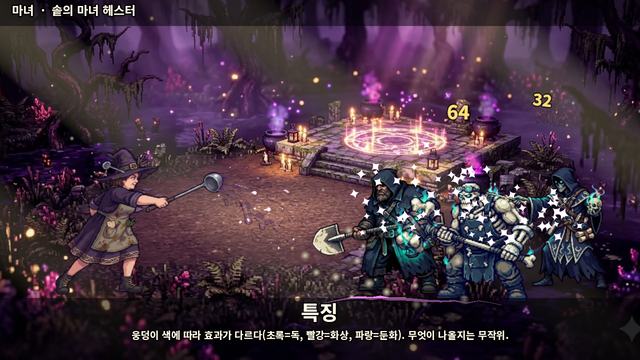 마녀 · 솥의 마녀 헤스터
64
32
특징
웅덩이 색에 따라 효과가 다르다(초록=독, 빨강=화상, 파랑=둔화). 무엇이 나올지는 무작위.